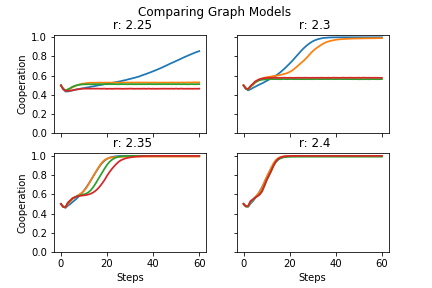 Comparing Graph Models
r: 2.25
r: 2.3
1.0
0.8
0.6
0.4
0.2
0.0
Cooperation
r: 2.35
r: 2.4
1.0
0.8
0.6
0.4
0.2
0.0
Cooperation
0 20 40 60
0 20 40 60
Steps
Steps